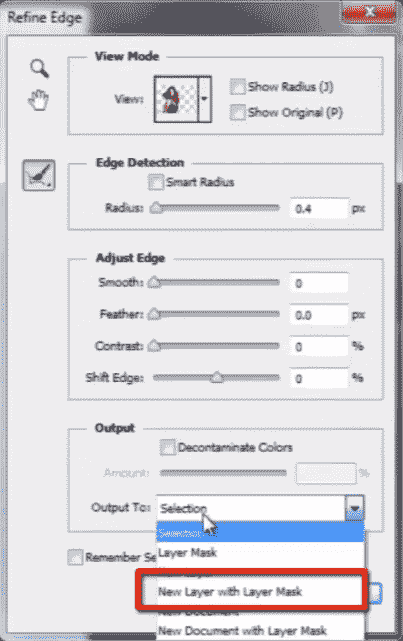 Refine Edge
View Mode
View:
Show Radius (J)
Show Original (P)
Edge Detection
Smart Radius
Radius: 0.4 px
Adjust Edge
Smooth: 0
Feather: 0.0 px
Contrast: 0 %
Shift Edge: 0 %
Output
Decontaminate Colors
Amount: %
Output To: Selection
Selection
Remember Se
Layer Mask
New Layer with Layer Mask
New Document
New Document with Layer Mask